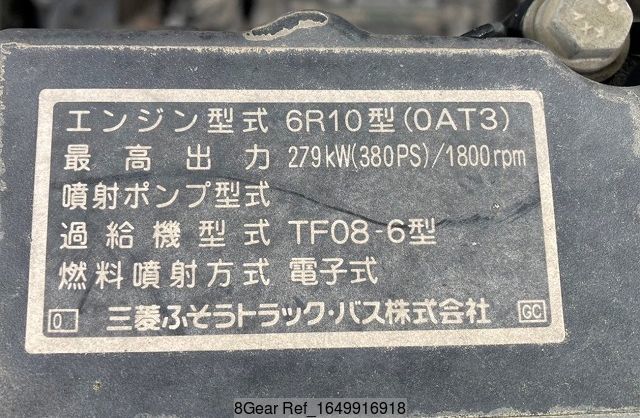 エンジン型式 6R10型(0AT3)
最高出力 279kW(380PS)/1800rpm
噴射ポンプ型式
過給機型式 TF08-6型
燃料噴射方式 電子式
0 三菱ふそうトラック・バス株式会社 GC
8Gear Ref_1649916918